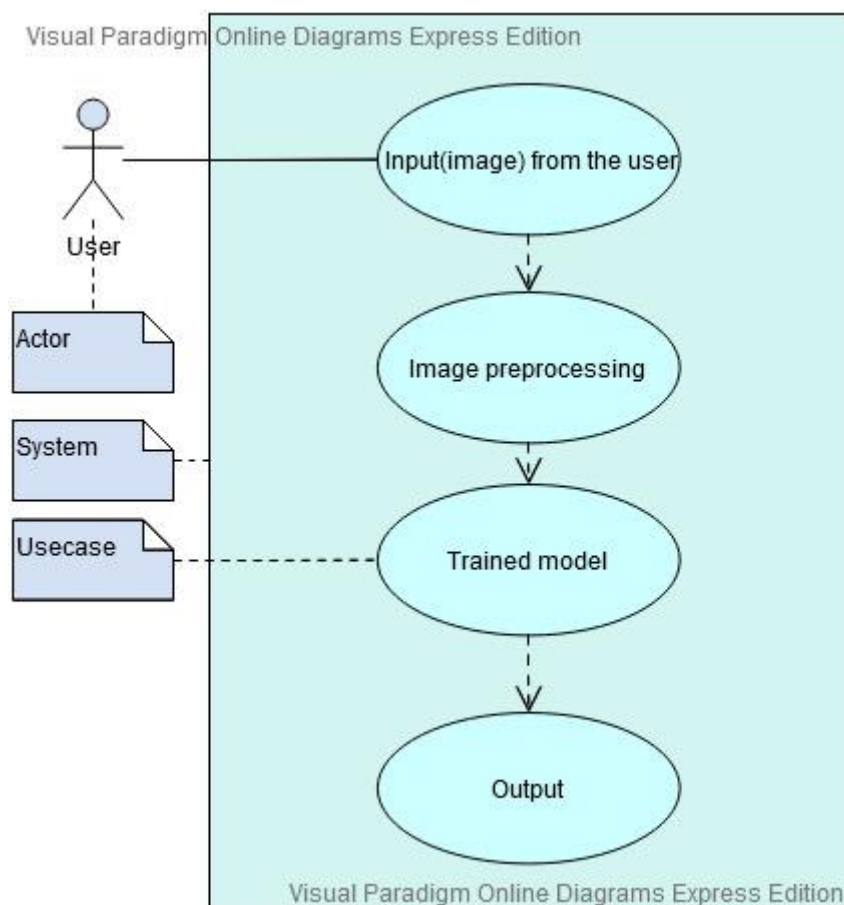 Visual Paradigm Online Diagrams Express Edition
Input(image) from the user
User
Actor
Image preprocessing
System
Usecase
Trained model
Output
Visual Paradigm Online Diagrams Express Edition